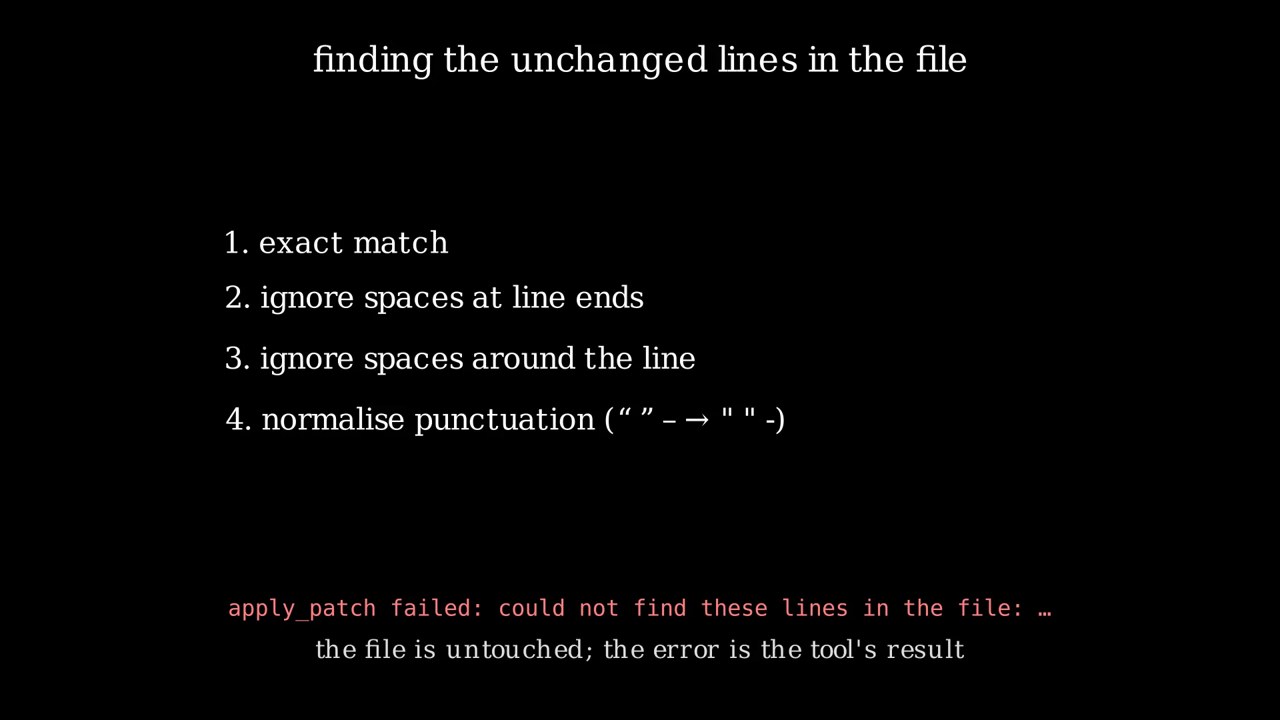 finding the unchanged lines in the file
1. exact match
2. ignore spaces at line ends
3. ignore spaces around the line
4. normalise punctuation (“ ” – → " " -)
apply_patch failed: could not find these lines in the file: …
the file is untouched; the error is the tool's result